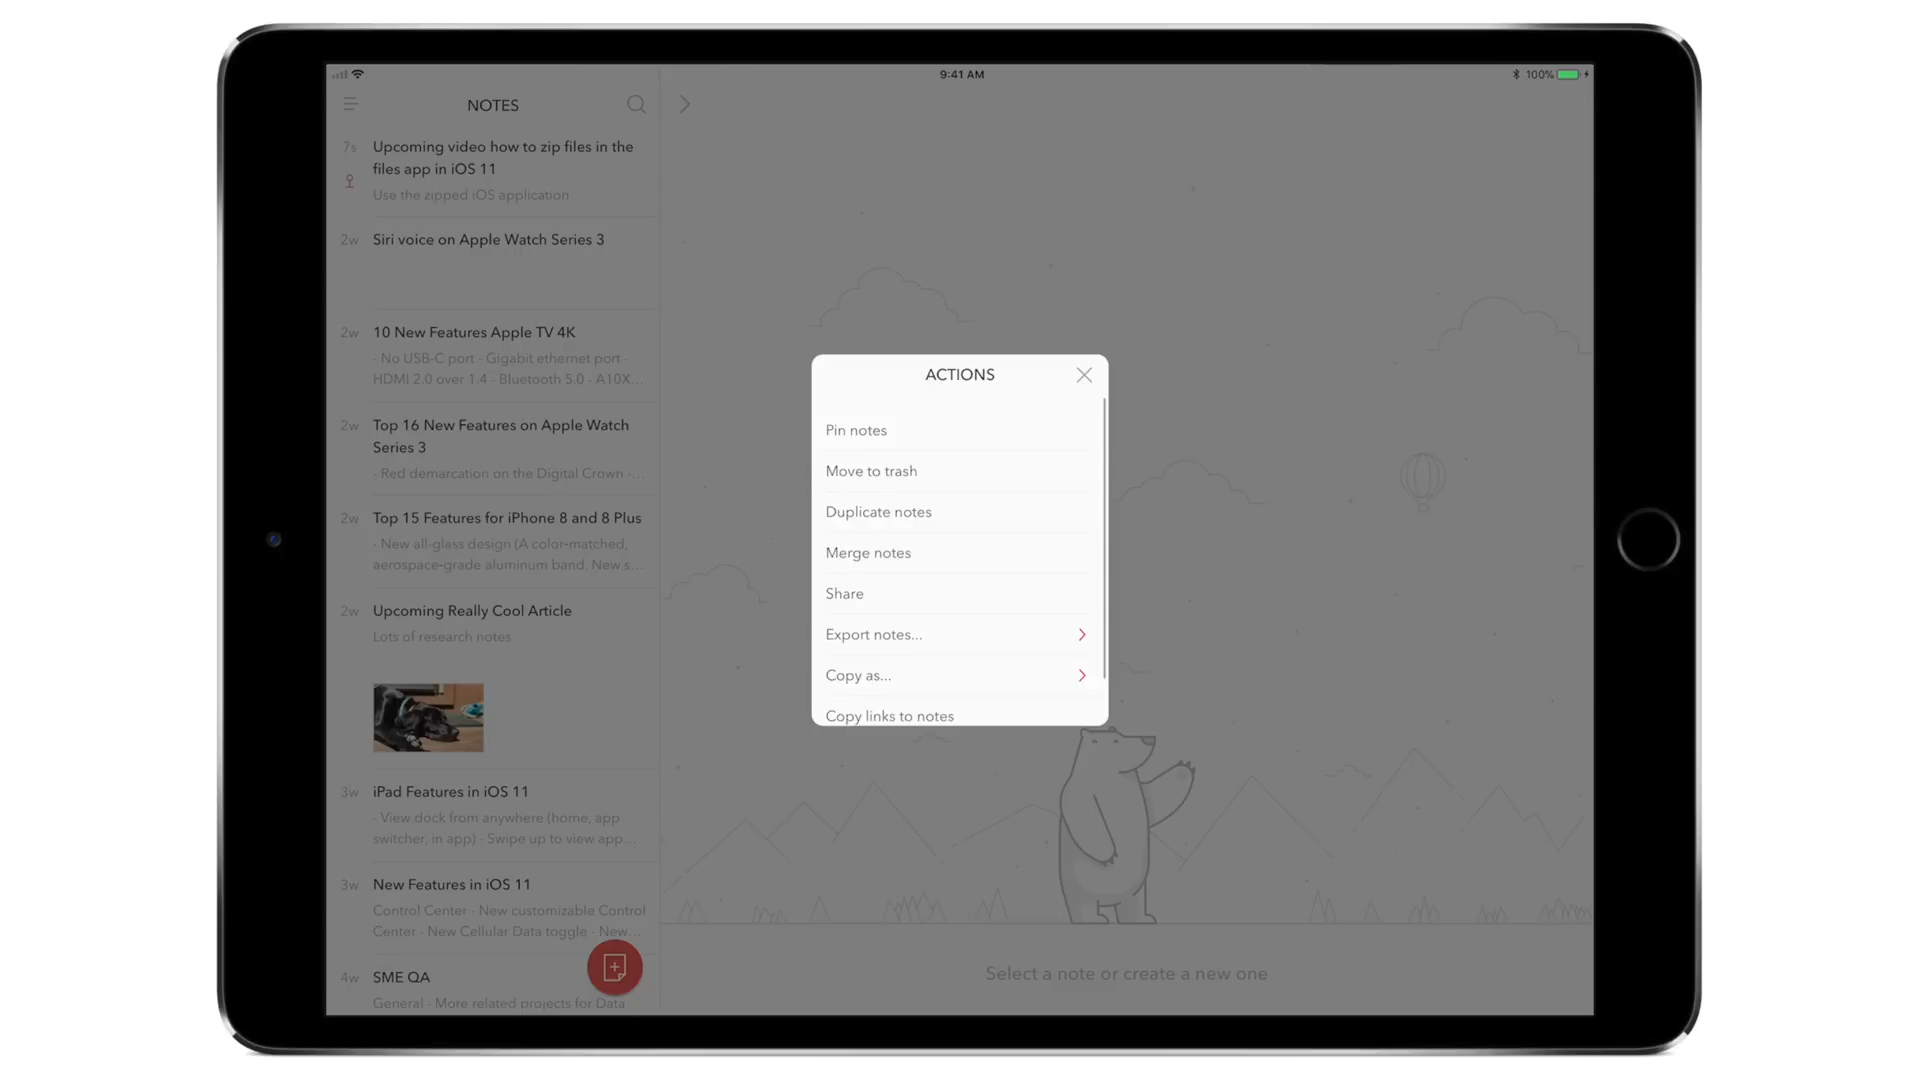 9:41 AM
100%
NOTES
7s
Upcoming video how to zip files in the
files app in iOS 11
Use the zipped iOS application
2w
Siri voice on Apple Watch Series 3
2w
10 New Features Apple TV 4K
- No USB-C port - Gigabit ethernet port -
HDMI 2.0 over 1.4 - Bluetooth 5.0 - A10X...
2w
Top 16 New Features on Apple Watch
Series 3
- Red demarcation on the Digital Crown -...
2w
Top 15 Features for iPhone 8 and 8 Plus
- New all-glass design (A color-matched,
aerospace-grade aluminum band. New s...
2w
Upcoming Really Cool Article
Lots of research notes
3w
iPad Features in iOS 11
- View dock from anywhere (home, app
switcher, in app) - Swipe up to view app...
3w
New Features in iOS 11
Control Center - New customizable Control
Center - New Cellular Data toggle - New...
4w
SME QA
General - More related projects for Data
ACTIONS
Pin notes
Move to trash
Duplicate notes
Merge notes
Share
Export notes...
Copy as...
Copy links to notes
Select a note or create a new one